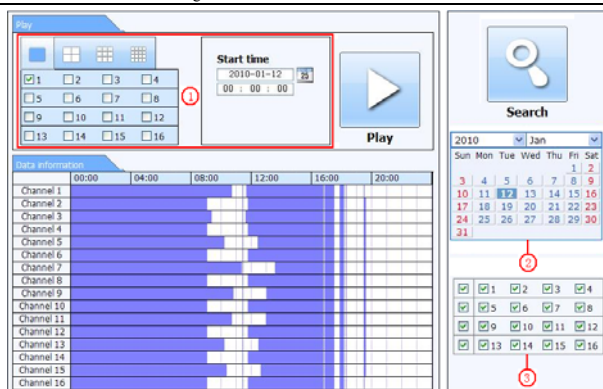 Play
1 2 3 4
5 6 7 8
9 10 11 12
13 14 15 16
1
Start time
2010-01-12 25
00 : 00 : 00
Play
Data information
00:00 04:00 08:00 12:00 16:00 20:00
Channel 1
Channel 2
Channel 3
Channel 4
Channel 5
Channel 6
Channel 7
Channel 8
Channel 9
Channel 10
Channel 11
Channel 12
Channel 13
Channel 14
Channel 15
Channel 16
Search
2010 Jan
Sun Mon Tue Wed Thu Fri Sat
1 2
3 4 5 6 7 8 9
10 11 12 13 14 15 16
17 18 19 20 21 22 23
24 25 26 27 28 29 30
31
2
1 2 3 4
5 6 7 8
9 10 11 12
13 14 15 16
3